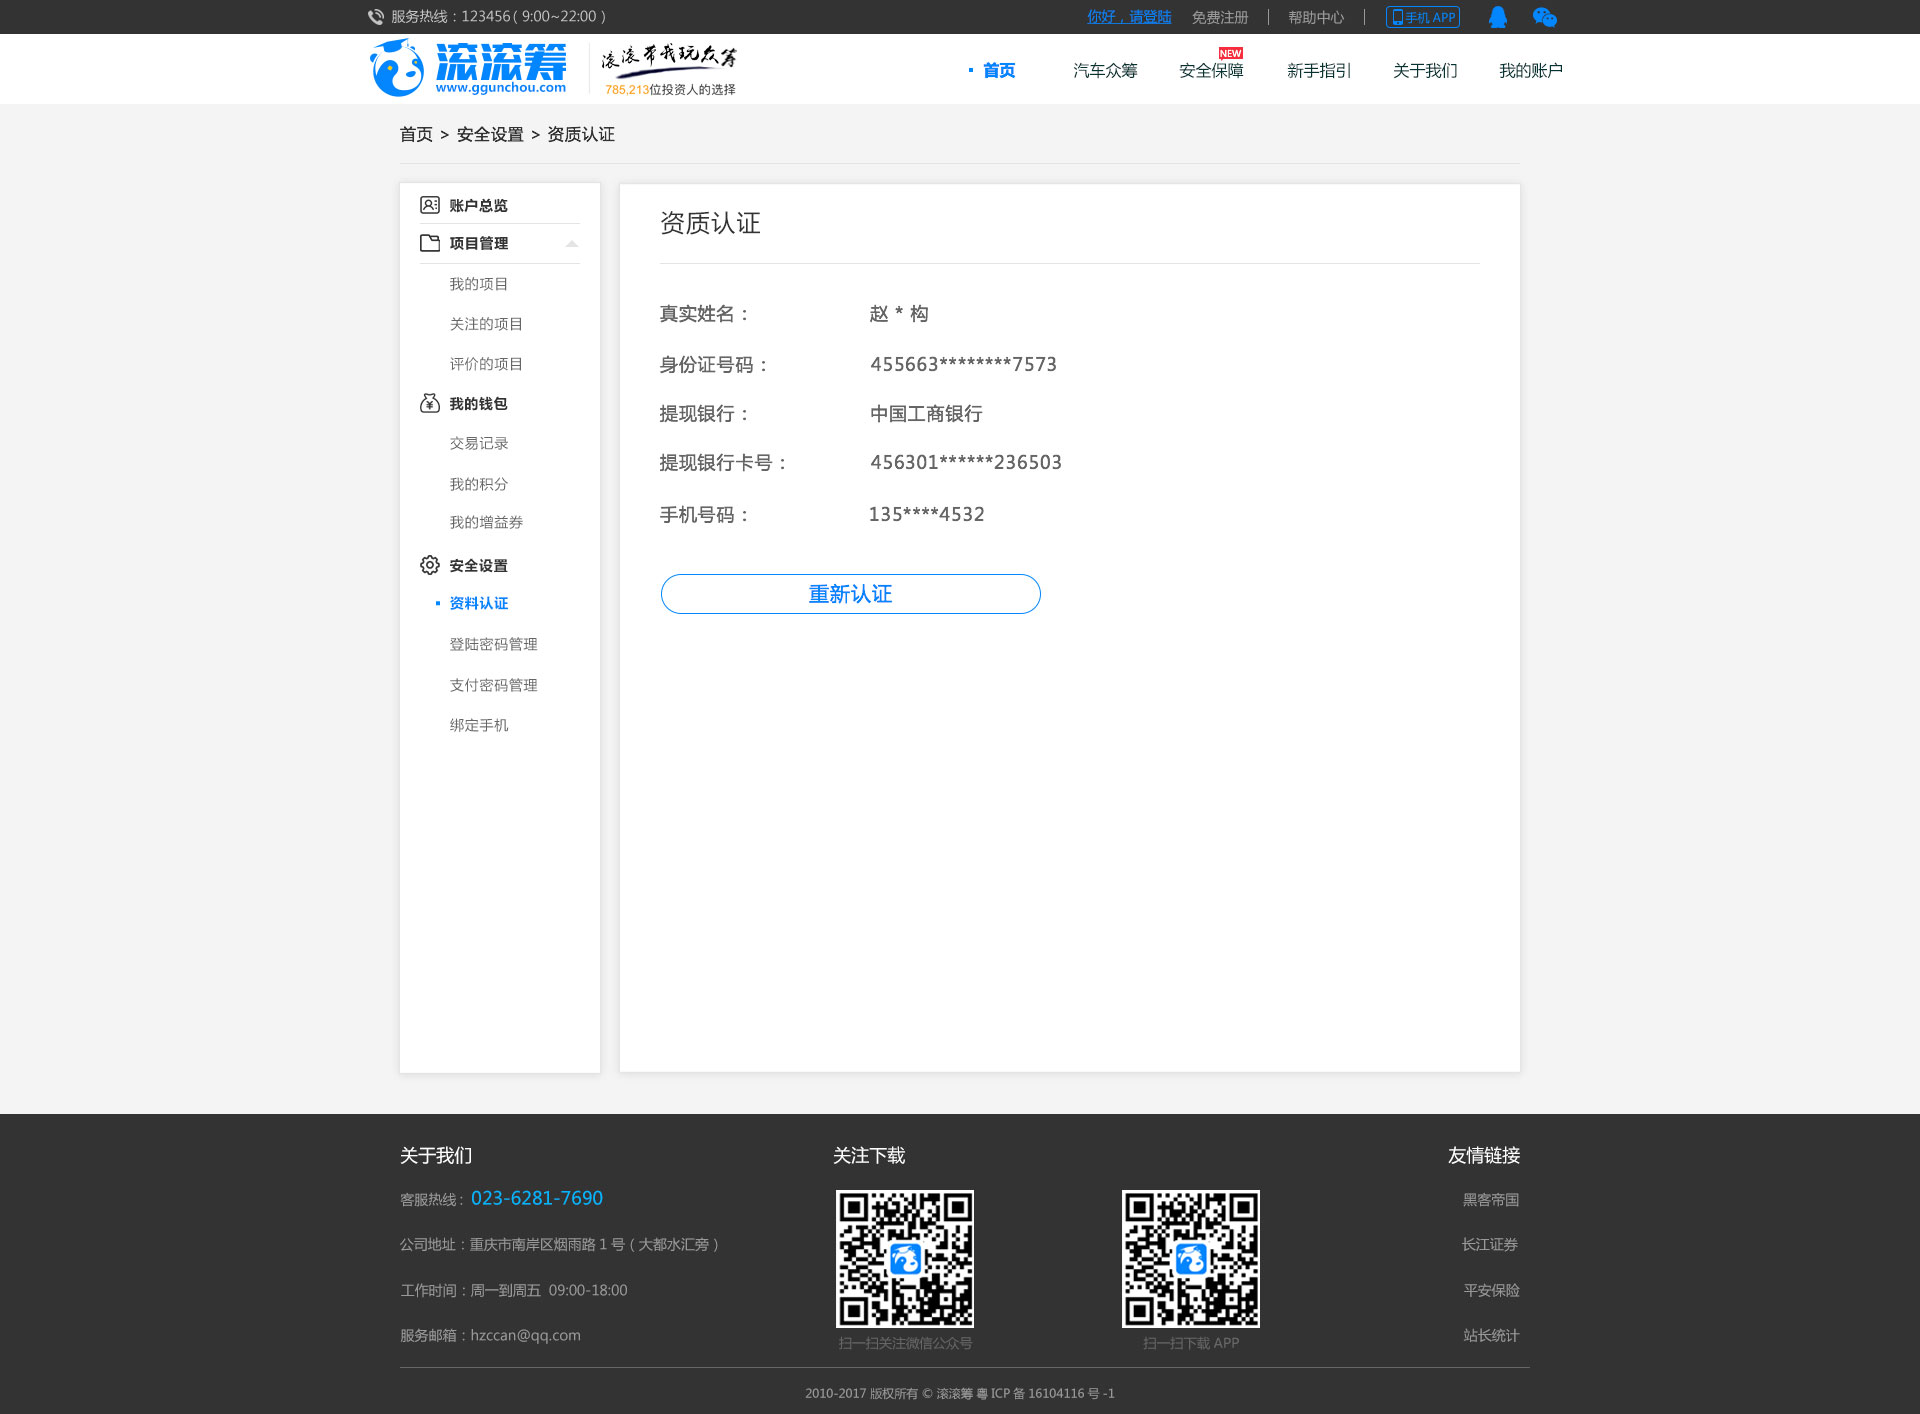 服务热线：123456（ 9:00~22:00 ）
你好，请登陆 免费注册 | 帮助中心 | 手机 APP
滚滚筹
www.ggunchou.com
滚滚带我玩众筹
785,213位投资人的选择
首页 汽车众筹 安全保障 NEW 新手指引 关于我们 我的账户
首页 > 安全设置 > 资质认证
账户总览
项目管理
我的项目
关注的项目
评价的项目
我的钱包
交易记录
我的积分
我的增益券
安全设置
资料认证
登陆密码管理
支付密码管理
绑定手机
资质认证
真实姓名： 赵 * 构
身份证号码： 455663********7573
提现银行： 中国工商银行
提现银行卡号： 456301******236503
手机号码： 135****4532
重新认证
关于我们
客服热线：023-6281-7690
公司地址：重庆市南岸区烟雨路 1 号（ 大都水汇旁 ）
工作时间：周一到周五 09:00-18:00
服务邮箱：hzccan@qq.com
关注下载
扫一扫关注微信公众号
扫一扫下载 APP
友情链接
黑客帝国
长江证券
平安保险
站长统计
2010-2017 版权所有 © 滚滚筹 粤 ICP 备 16104116 号 -1